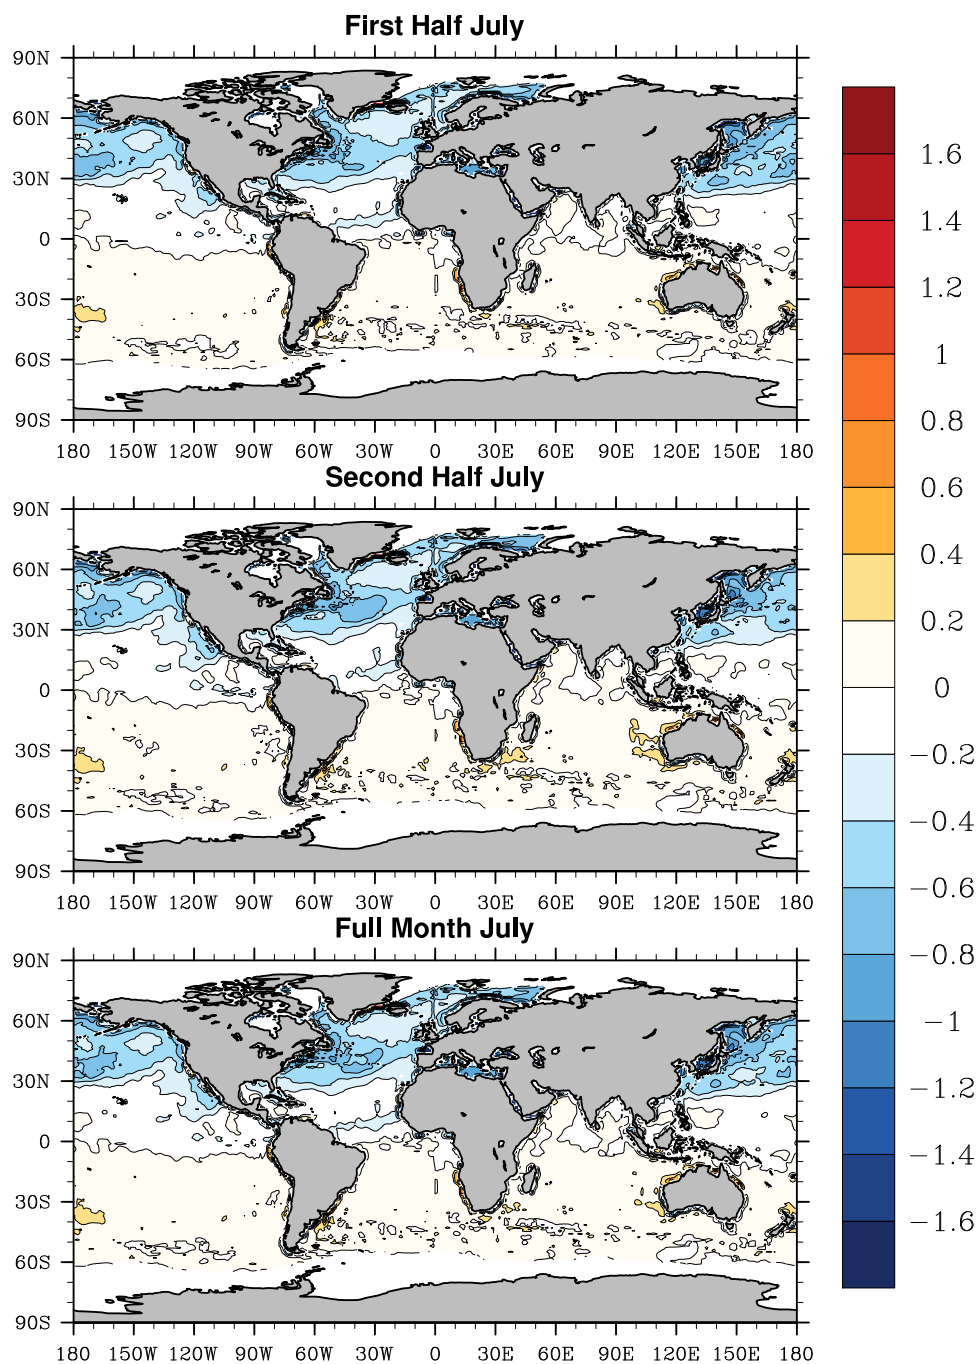 First Half July
90N
60N
30N
0
30S
60S
90S
180 150W 120W 90W 60W 30W 0 30E 60E 90E 120E 150E 180
Second Half July
90N
60N
30N
0
30S
60S
90S
180 150W 120W 90W 60W 30W 0 30E 60E 90E 120E 150E 180
Full Month July
90N
60N
30N
0
30S
60S
90S
180 150W 120W 90W 60W 30W 0 30E 60E 90E 120E 150E 180
1.6
1.4
1.2
1
0.8
0.6
0.4
0.2
0
−0.2
−0.4
−0.6
−0.8
−1
−1.2
−1.4
−1.6